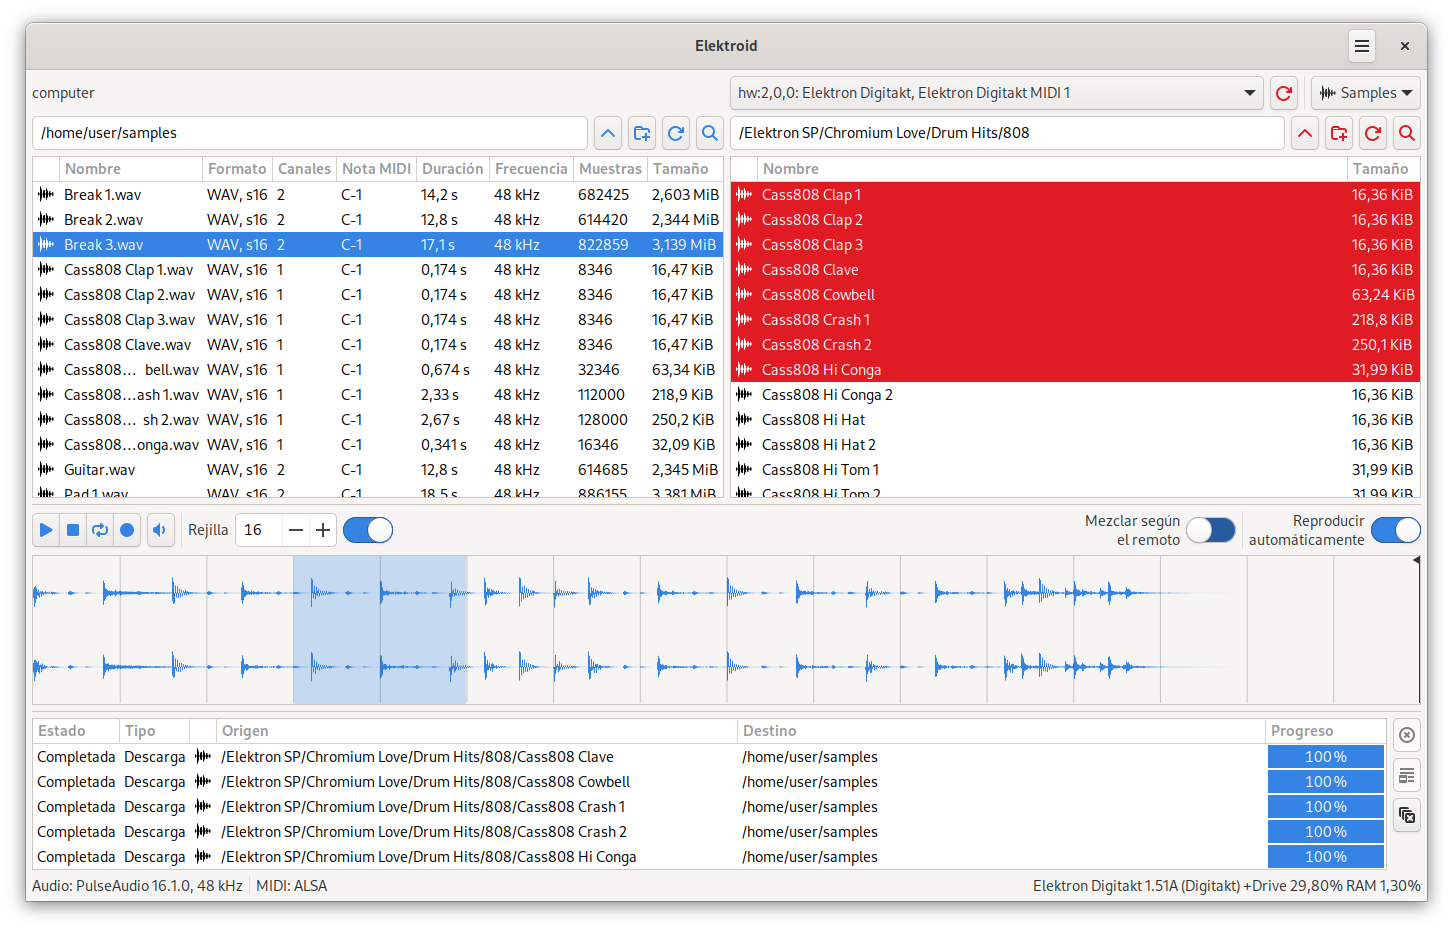 Elektroid
computer
hw:2,0,0: Elektron Digitakt, Elektron Digitakt MIDI 1
Samples
/home/user/samples
/Elektron SP/Chromium Love/Drum Hits/808
Nombre Formato Canales Nota MIDI Duración Frecuencia Muestras Tamaño
Break 1.wav WAV, s16 2 C-1 14,2 s 48 kHz 682425 2,603 MiB
Break 2.wav WAV, s16 2 C-1 12,8 s 48 kHz 614420 2,344 MiB
Break 3.wav WAV, s16 2 C-1 17,1 s 48 kHz 822859 3,139 MiB
Cass808 Clap 1.wav WAV, s16 1 C-1 0,174 s 48 kHz 8346 16,47 KiB
Cass808 Clap 2.wav WAV, s16 1 C-1 0,174 s 48 kHz 8346 16,47 KiB
Cass808 Clap 3.wav WAV, s16 1 C-1 0,174 s 48 kHz 8346 16,47 KiB
Cass808 Clave.wav WAV, s16 1 C-1 0,174 s 48 kHz 8346 16,47 KiB
Cass808… bell.wav WAV, s16 1 C-1 0,674 s 48 kHz 32346 63,34 KiB
Cass808…ash 1.wav WAV, s16 1 C-1 2,33 s 48 kHz 112000 218,9 KiB
Cass808… sh 2.wav WAV, s16 1 C-1 2,67 s 48 kHz 128000 250,2 KiB
Cass808…onga.wav WAV, s16 1 C-1 0,341 s 48 kHz 16346 32,09 KiB
Guitar.wav WAV, s16 2 C-1 12,8 s 48 kHz 614685 2,345 MiB
Pad 1.wav WAV, s16 2 C-1 18,5 s 48 kHz 886155 3,381 MiB
Nombre Tamaño
Cass808 Clap 1 16,36 KiB
Cass808 Clap 2 16,36 KiB
Cass808 Clap 3 16,36 KiB
Cass808 Clave 16,36 KiB
Cass808 Cowbell 63,24 KiB
Cass808 Crash 1 218,8 KiB
Cass808 Crash 2 250,1 KiB
Cass808 Hi Conga 31,99 KiB
Cass808 Hi Conga 2 16,36 KiB
Cass808 Hi Hat 16,36 KiB
Cass808 Hi Hat 2 16,36 KiB
Cass808 Hi Tom 1 31,99 KiB
Cass808 Hi Tom 2 31,99 KiB
Rejilla 16
Mezclar según
el remoto
Reproducir
automáticamente
Estado Tipo Origen Destino Progreso
Completada Descarga /Elektron SP/Chromium Love/Drum Hits/808/Cass808 Clave /home/user/samples 100 %
Completada Descarga /Elektron SP/Chromium Love/Drum Hits/808/Cass808 Cowbell /home/user/samples 100 %
Completada Descarga /Elektron SP/Chromium Love/Drum Hits/808/Cass808 Crash 1 /home/user/samples 100 %
Completada Descarga /Elektron SP/Chromium Love/Drum Hits/808/Cass808 Crash 2 /home/user/samples 100 %
Completada Descarga /Elektron SP/Chromium Love/Drum Hits/808/Cass808 Hi Conga /home/user/samples 100 %
Audio: PulseAudio 16.1.0, 48 kHz MIDI: ALSA
Elektron Digitakt 1.51A (Digitakt) +Drive 29,80% RAM 1,30%